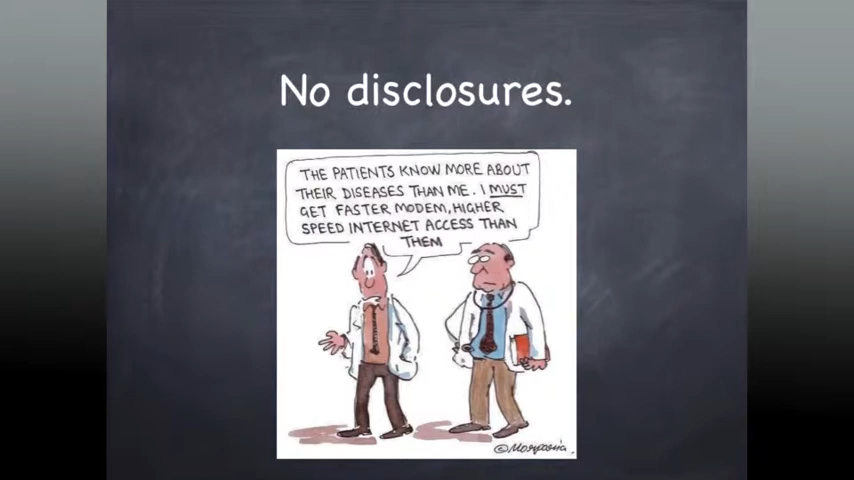 No disclosures.
THE PATIENTS KNOW MORE ABOUT
THEIR DISEASES THAN ME. I MUST
GET FASTER MODEM, HIGHER
SPEED INTERNET ACCESS THAN
THEM
©Morparia.